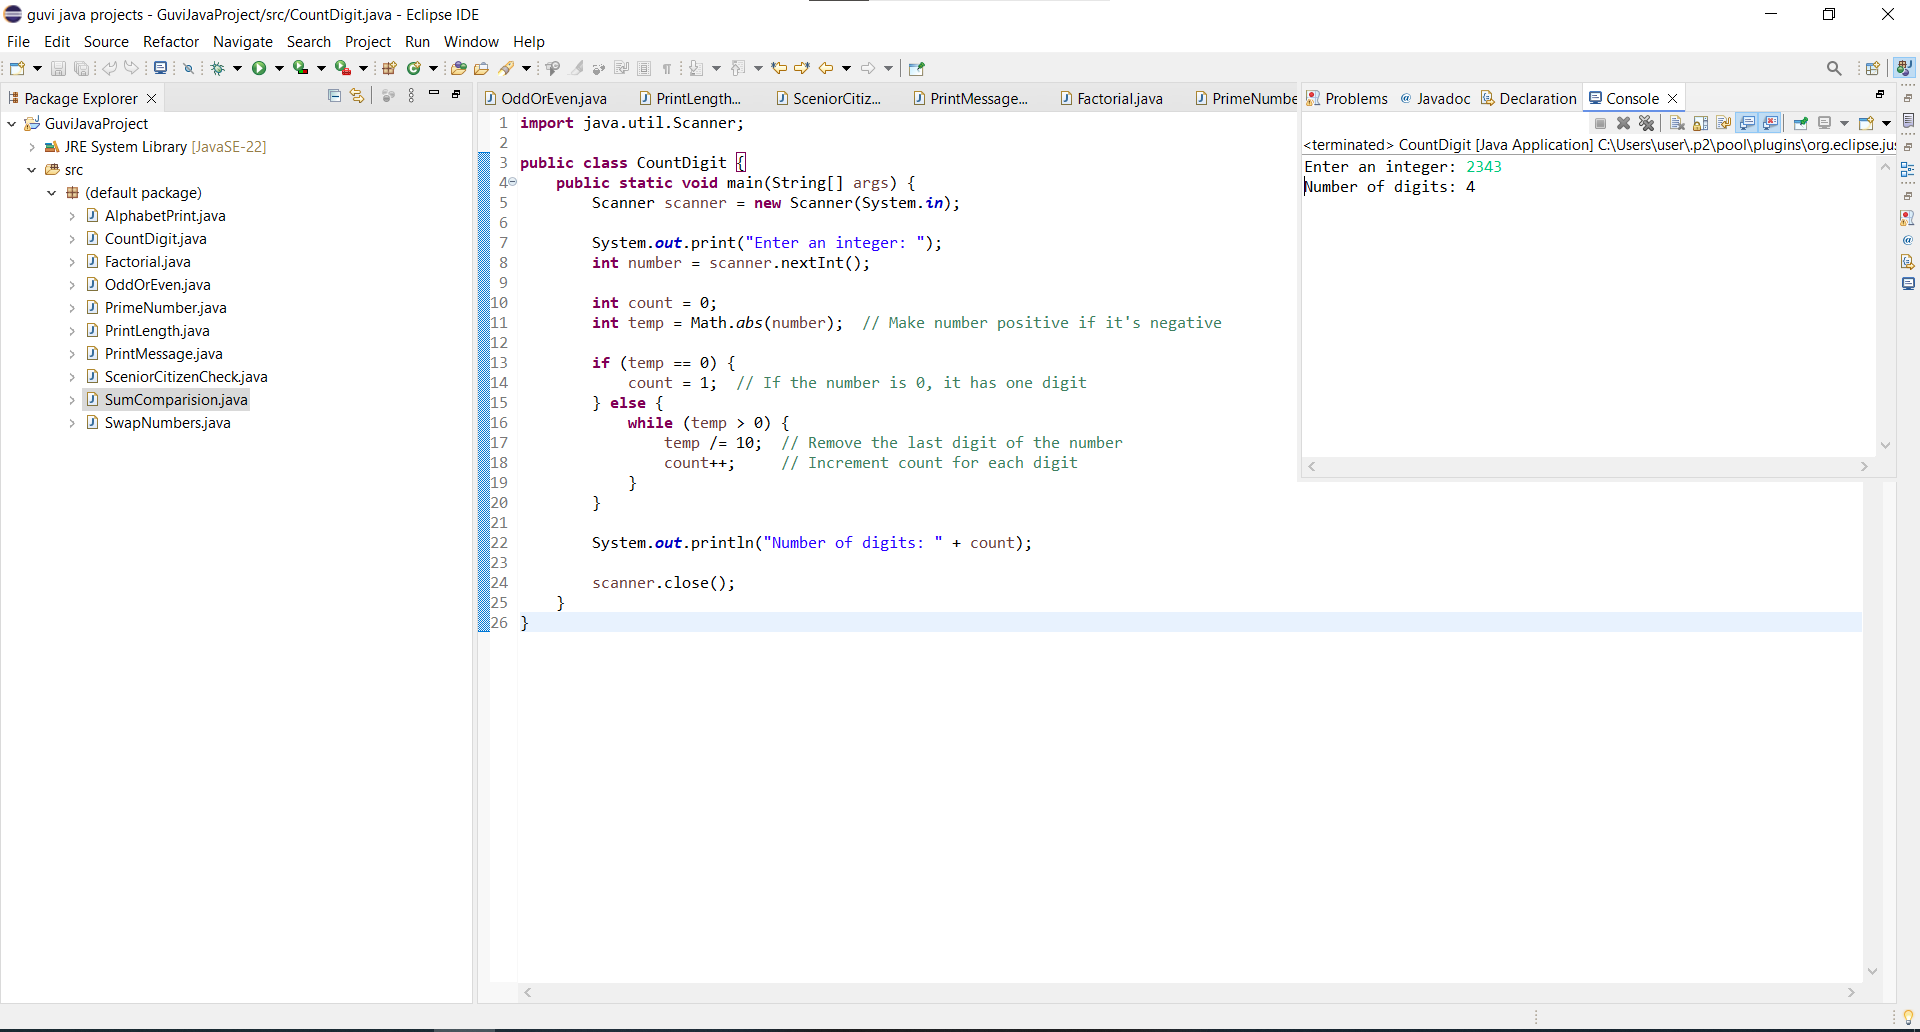 guvi java projects - GuviJavaProject/src/CountDigit.java - Eclipse IDE
File Edit Source Refactor Navigate Search Project Run Window Help
Package Explorer
GuviJavaProject
JRE System Library [JavaSE-22]
src
(default package)
AlphabetPrint.java
CountDigit.java
Factorial.java
OddOrEven.java
PrimeNumber.java
PrintLength.java
PrintMessage.java
SceniorCitizenCheck.java
SumComparision.java
SwapNumbers.java
OddOrEven.java PrintLength... SceniorCitiz... PrintMessage... Factorial.java PrimeNumbe
1 import java.util.Scanner;
2
3 public class CountDigit {
4 public static void main(String[] args) {
5 Scanner scanner = new Scanner(System.in);
6
7 System.out.print("Enter an integer: ");
8 int number = scanner.nextInt();
9
10 int count = 0;
11 int temp = Math.abs(number); // Make number positive if it's negative
12
13 if (temp == 0) {
14 count = 1; // If the number is 0, it has one digit
15 } else {
16 while (temp > 0) {
17 temp /= 10; // Remove the last digit of the number
18 count++; // Increment count for each digit
19 }
20 }
21
22 System.out.println("Number of digits: " + count);
23
24 scanner.close();
25 }
26 }
Problems @ Javadoc Declaration Console
<terminated> CountDigit [Java Application] C:\Users\user\.p2\pool\plugins\org.eclipse.ju
Enter an integer: 2343
Number of digits: 4